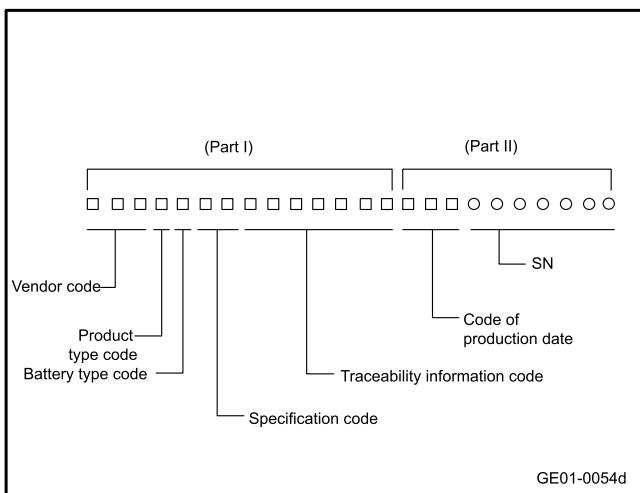 (Part I)
(Part II)
SN
Vendor code
Code of
production date
Product
type code
Battery type code
Traceability information code
Specification code
GE01-0054d